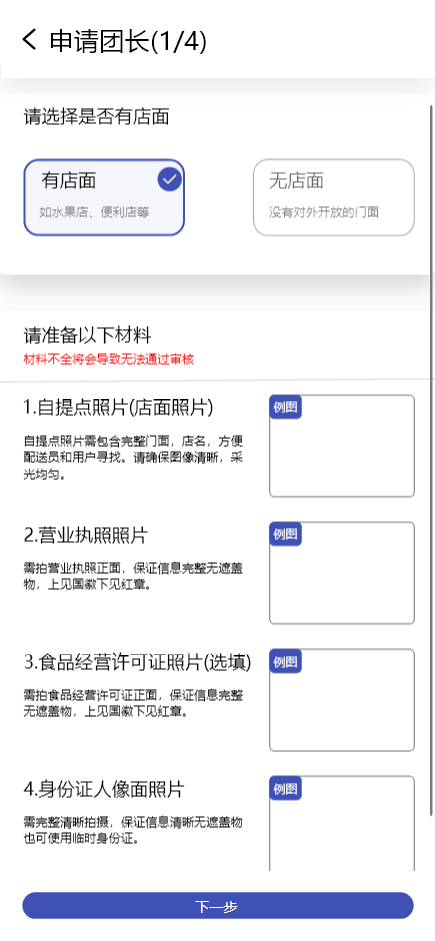 申请团长(1/4)
请选择是否有店面
有店面
如水果店、便利店等
无店面
没有对外开放的门面
请准备以下材料
材料不全将会导致无法通过审核
1.自提点照片(店面照片)
例图
自提点照片需包含完整门面，店名，方便
配送员和用户寻找。请确保图像清晰，采
光均匀。
2.营业执照照片
例图
需拍营业执照正面，保证信息完整无遮盖
物，上见国徽下见红章。
3.食品经营许可证照片(选填)
例图
需拍食品经营许可证正面，保证信息完整
无遮盖物，上见国徽下见红章。
4.身份证人像面照片
例图
需完整清晰拍摄，保证信息清晰无遮盖物
也可使用临时身份证。
下一步